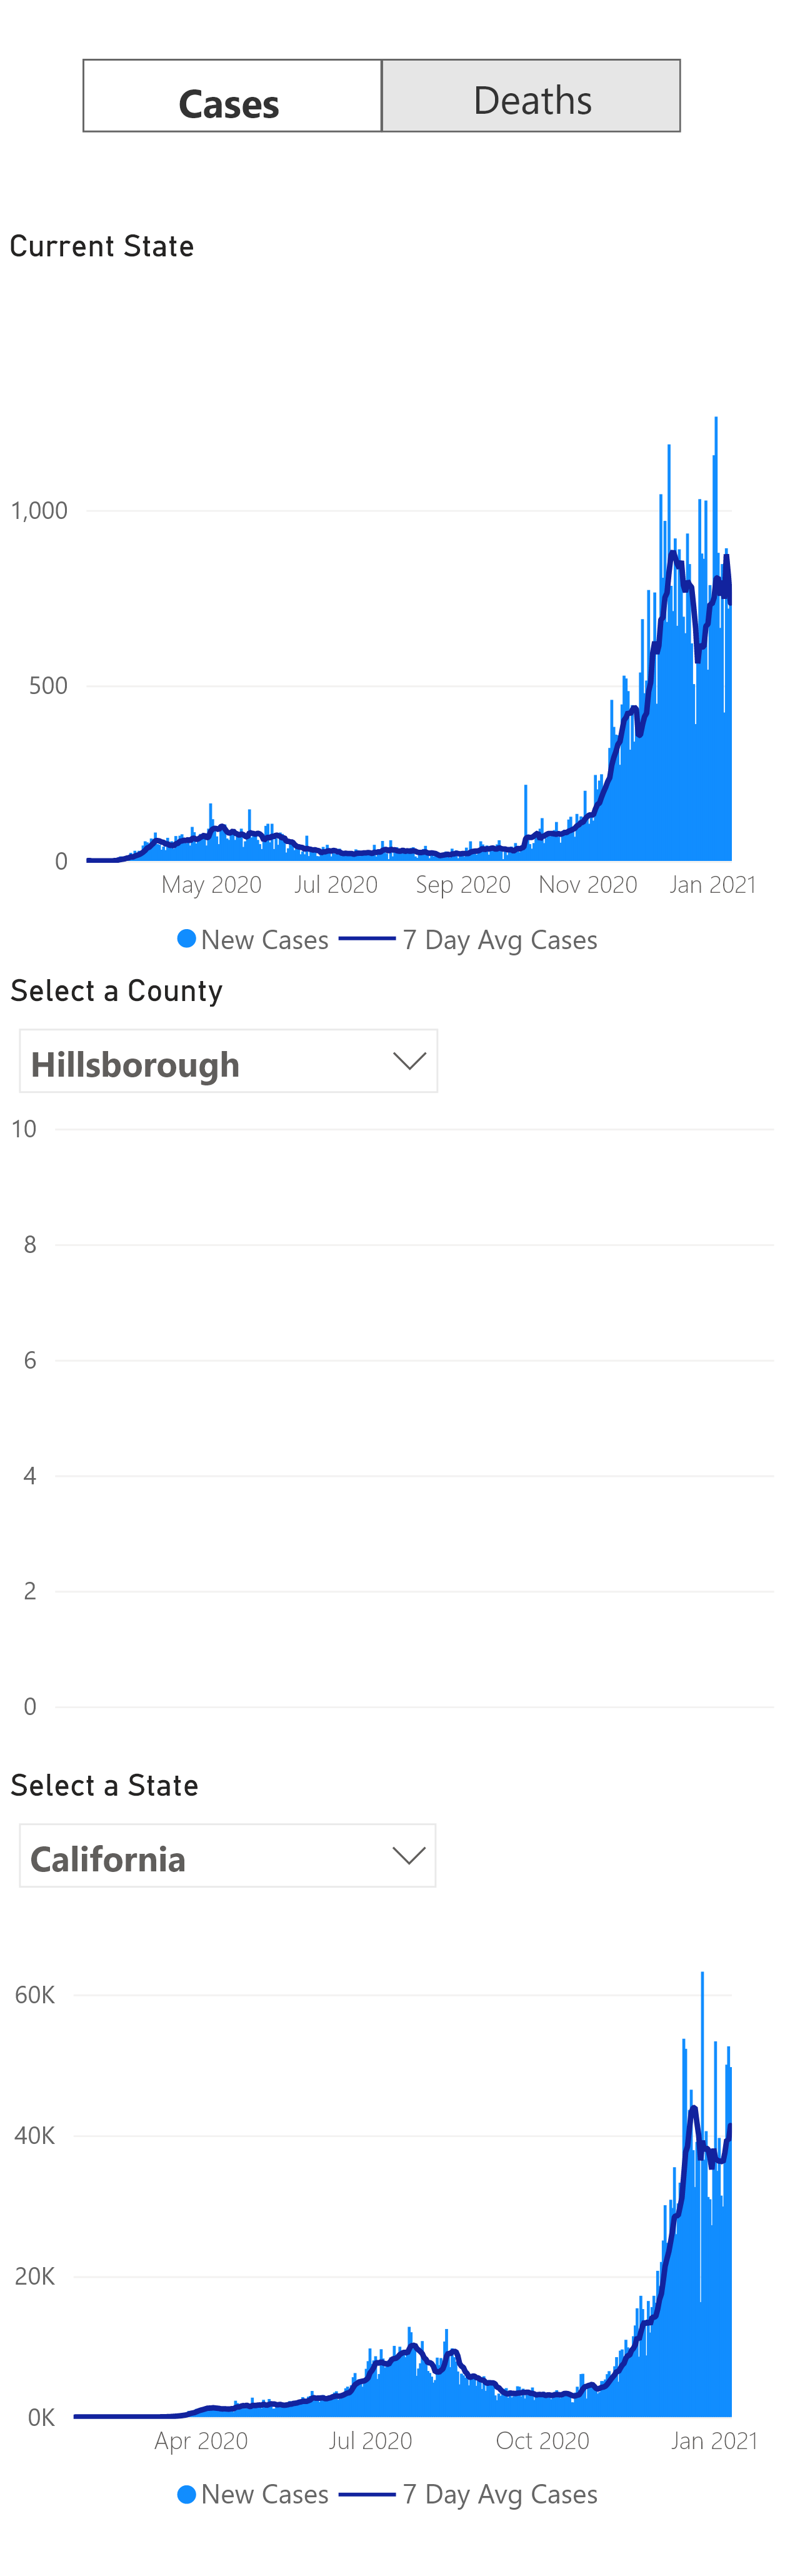 Cases Deaths
Current State
1,000
500
0
May 2020 Jul 2020 Sep 2020 Nov 2020 Jan 2021
New Cases 7 Day Avg Cases
Select a County
Hillsborough
10
8
6
4
2
0
Select a State
California
60K
40K
20K
0K
Apr 2020 Jul 2020 Oct 2020 Jan 2021
New Cases 7 Day Avg Cases